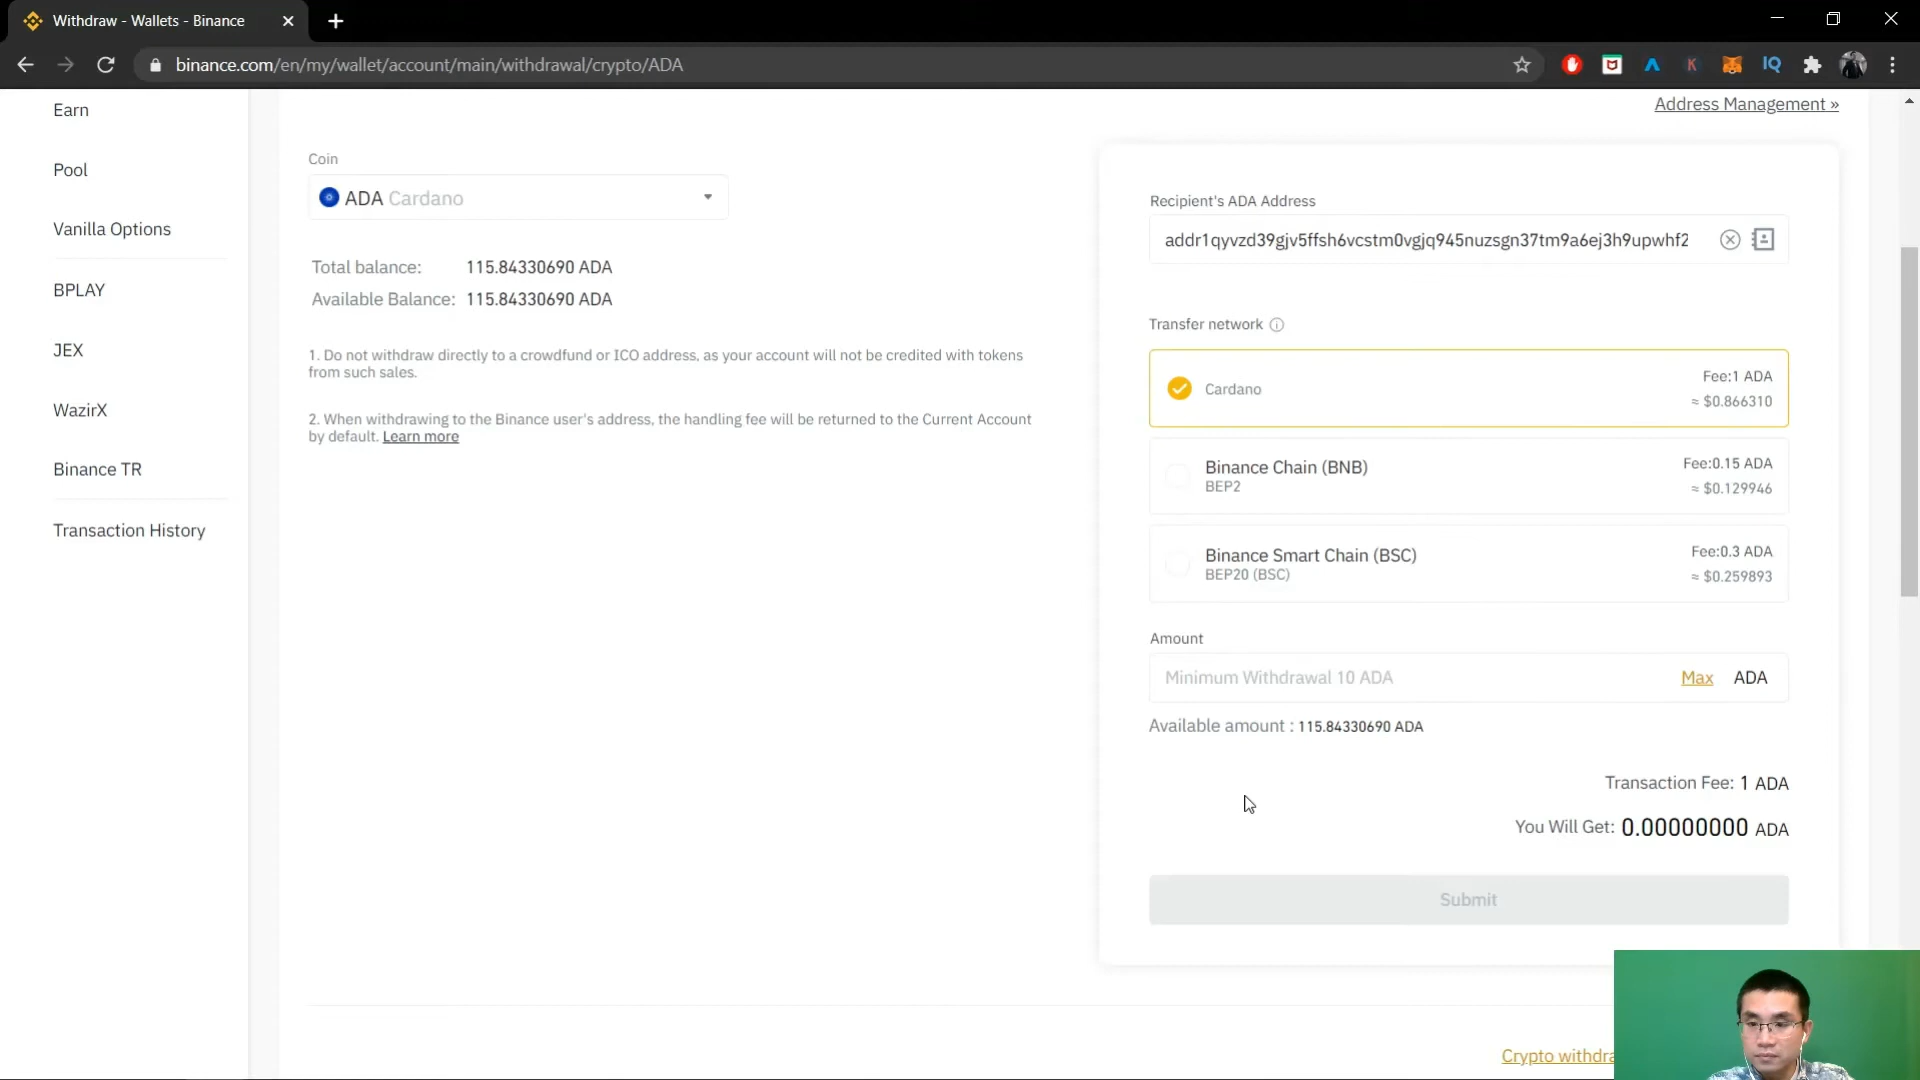 Withdraw - Wallets - Binance
binance.com/en/my/wallet/account/main/withdrawal/crypto/ADA
K
IQ
Earn
Pool
Vanilla Options
BPLAY
JEX
WazirX
Binance TR
Transaction History
Address Management »
Coin
ADA Cardano
Total balance: 115.84330690 ADA
Available Balance: 115.84330690 ADA
1. Do not withdraw directly to a crowdfund or ICO address, as your account will not be credited with tokens
from such sales.
2. When withdrawing to the Binance user's address, the handling fee will be returned to the Current Account
by default. Learn more
Recipient's ADA Address
addr1qyvzd39gjv5ffsh6vcstm0vgjq945nuzsgn37tm9a6ej3h9upwhf2
Transfer network
Cardano
Fee:1 ADA
≈ $0.866310
Binance Chain (BNB)
BEP2
Fee:0.15 ADA
≈ $0.129946
Binance Smart Chain (BSC)
BEP20 (BSC)
Fee:0.3 ADA
≈ $0.259893
Amount
Minimum Withdrawal 10 ADA Max ADA
Available amount : 115.84330690 ADA
Transaction Fee: 1 ADA
You Will Get: 0.00000000 ADA
Submit
Crypto withdra